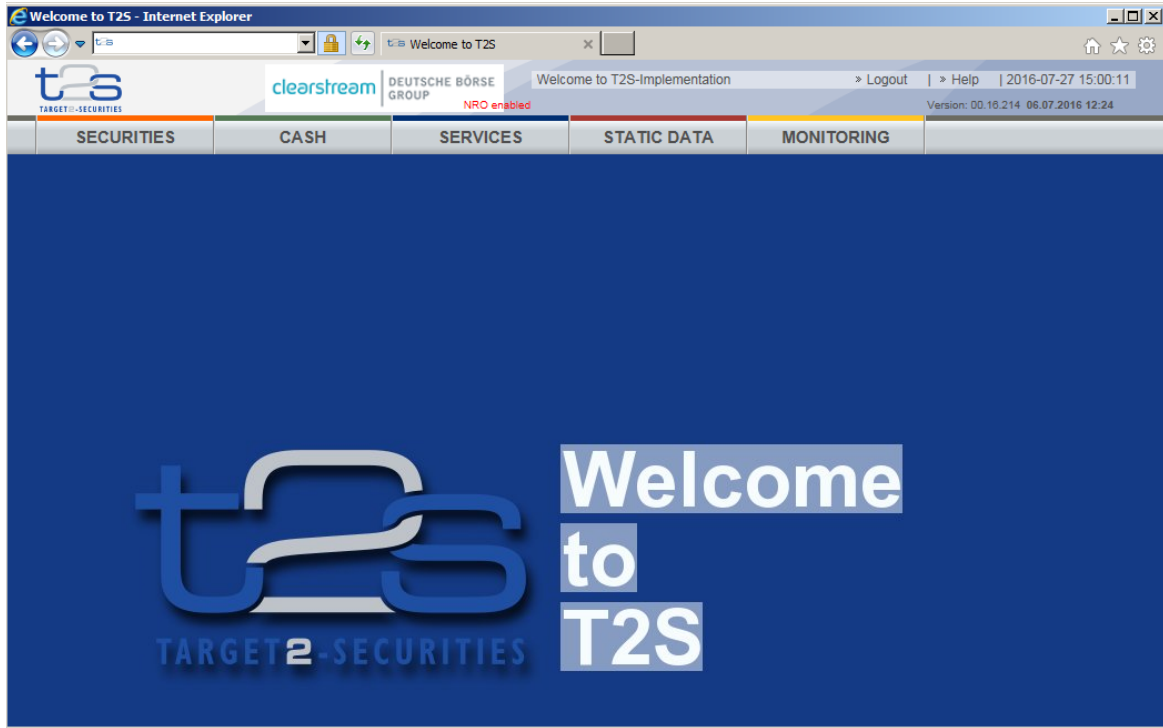 Welcome to T2S - Internet Explorer
t2s
t2s Welcome to T2S
t2s
TARGET2-SECURITIES
clearstream
DEUTSCHE BÖRSE
GROUP
NRO enabled
Welcome to T2S-Implementation
» Logout | » Help | 2016-07-27 15:00:11
Version: 00.16.214 06.07.2016 12:24
SECURITIES CASH SERVICES STATIC DATA MONITORING
t2s
TARGET2-SECURITIES
Welcome
to
T2S